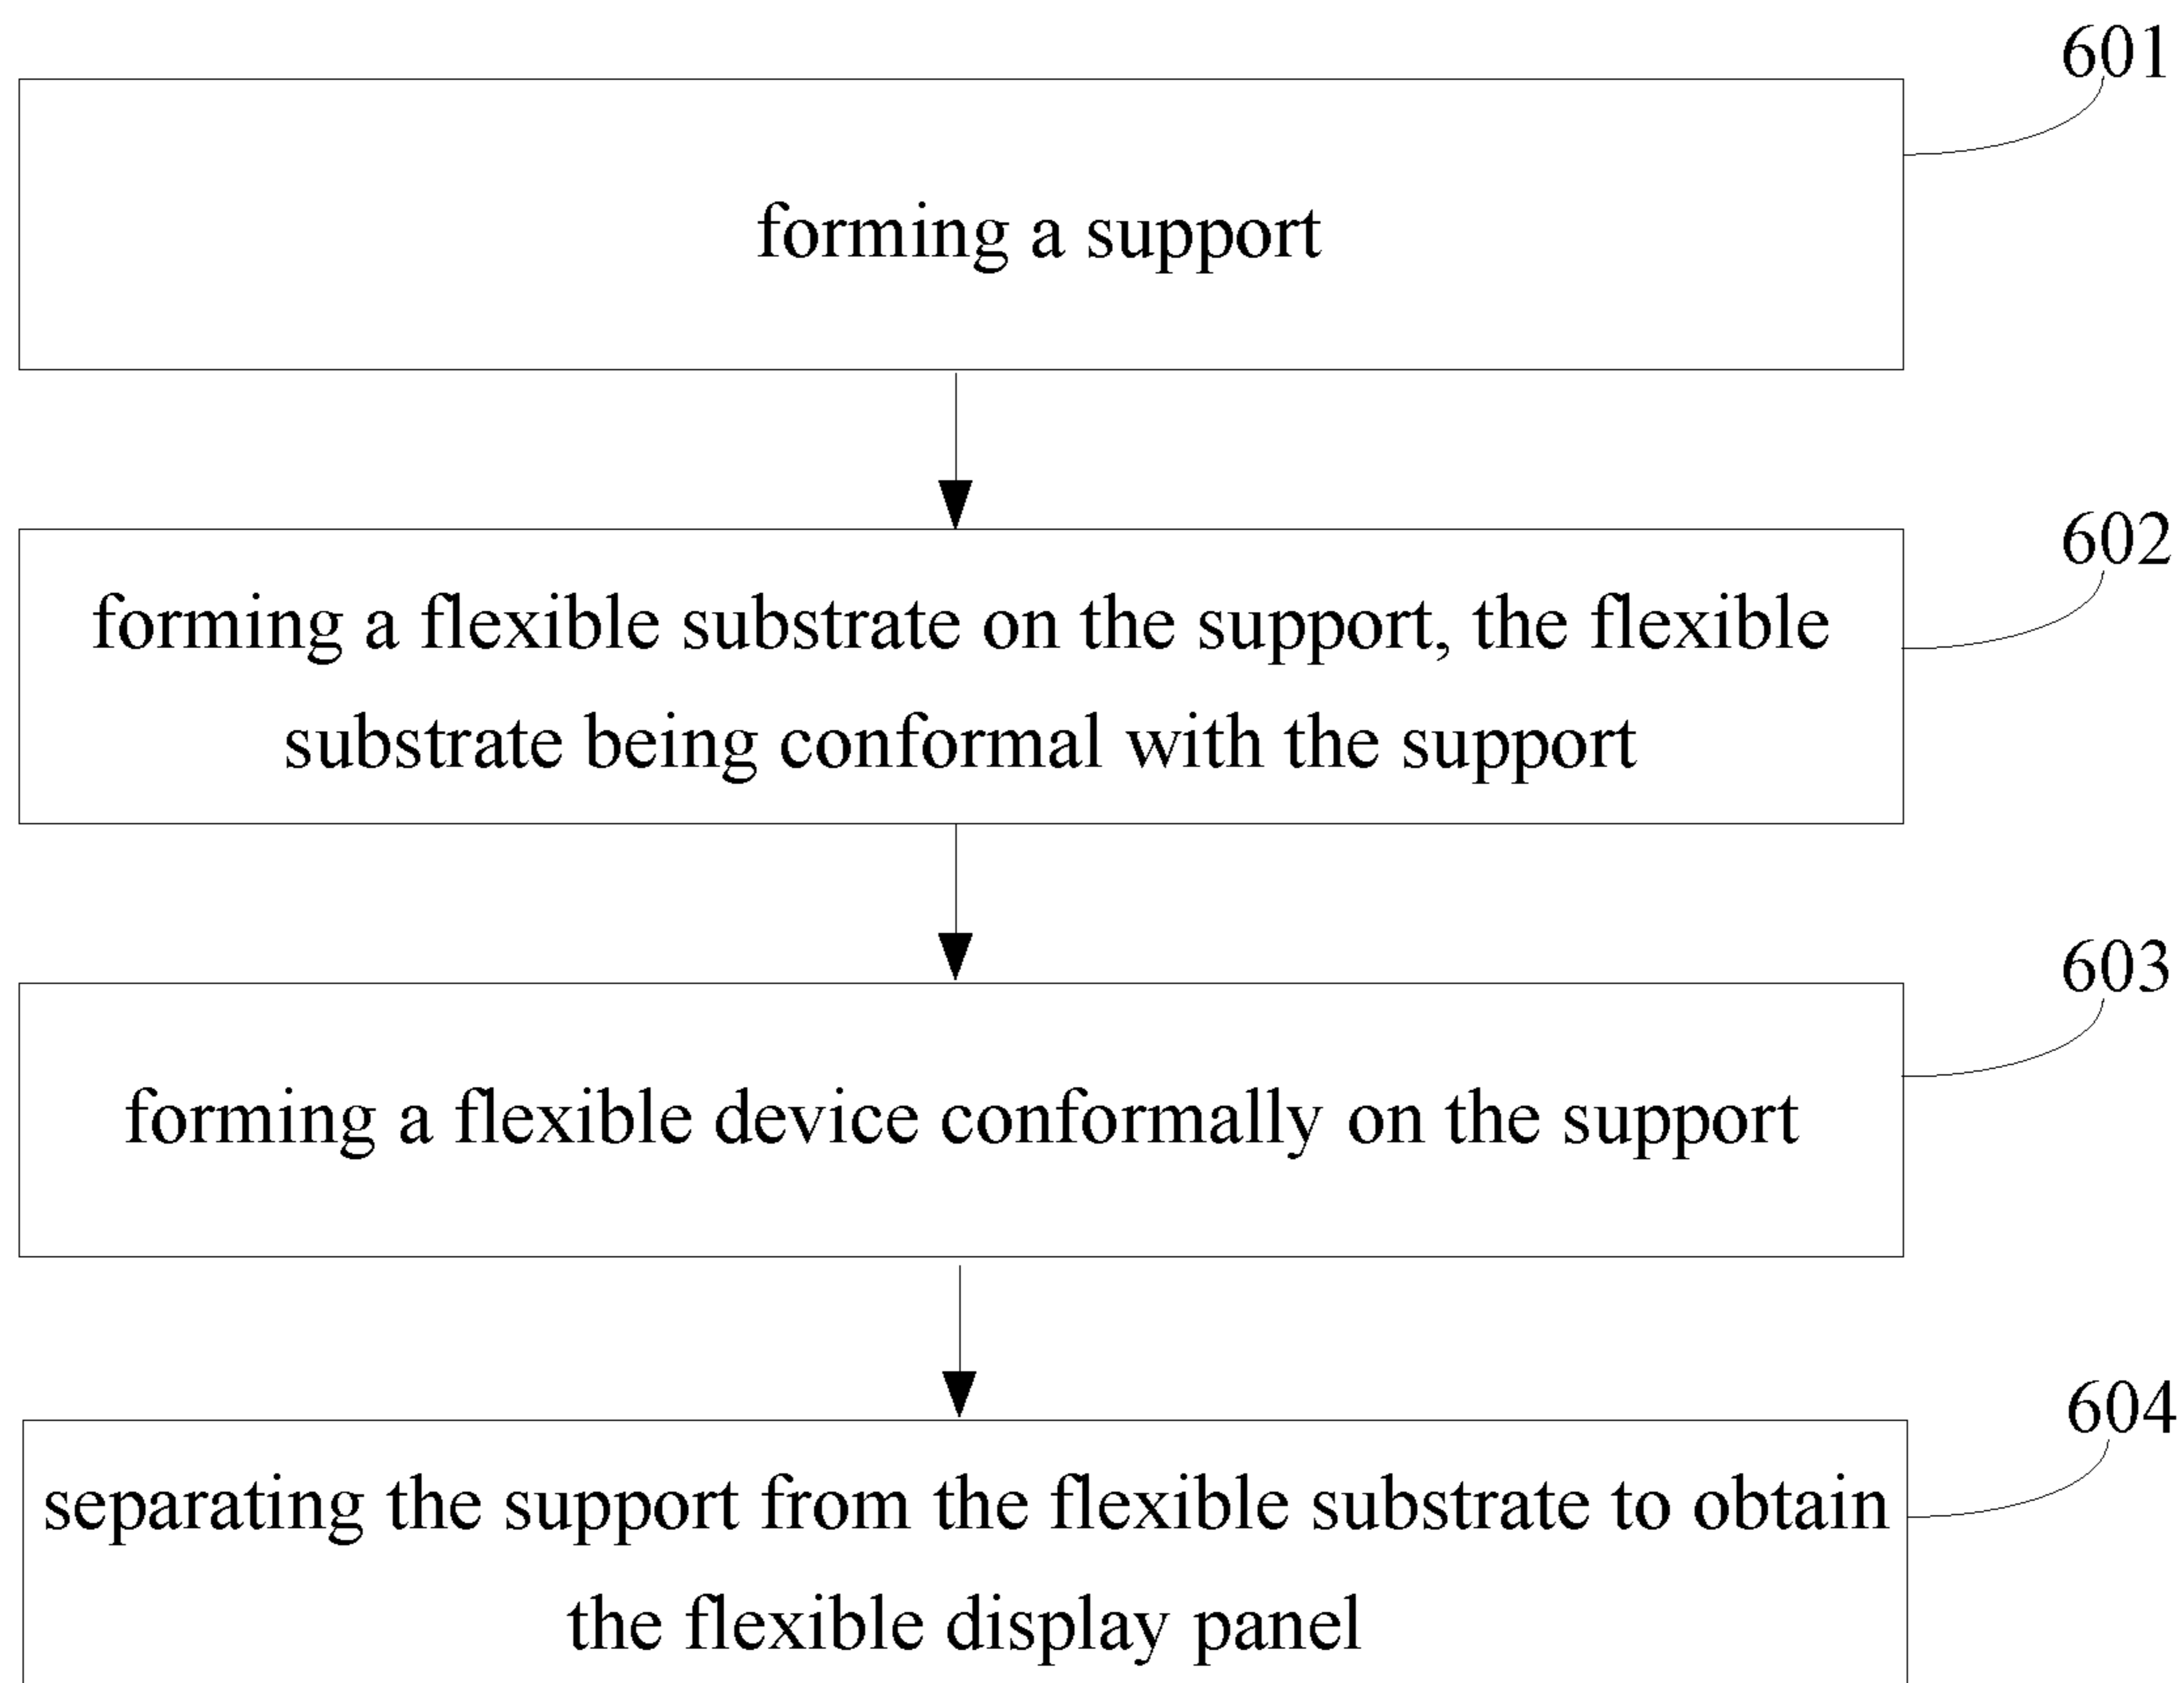 601
forming a support
602
forming a flexible substrate on the support, the flexible
substrate being conformal with the support
603
forming a flexible device conformally on the support
604
separating the support from the flexible substrate to obtain
the flexible display panel